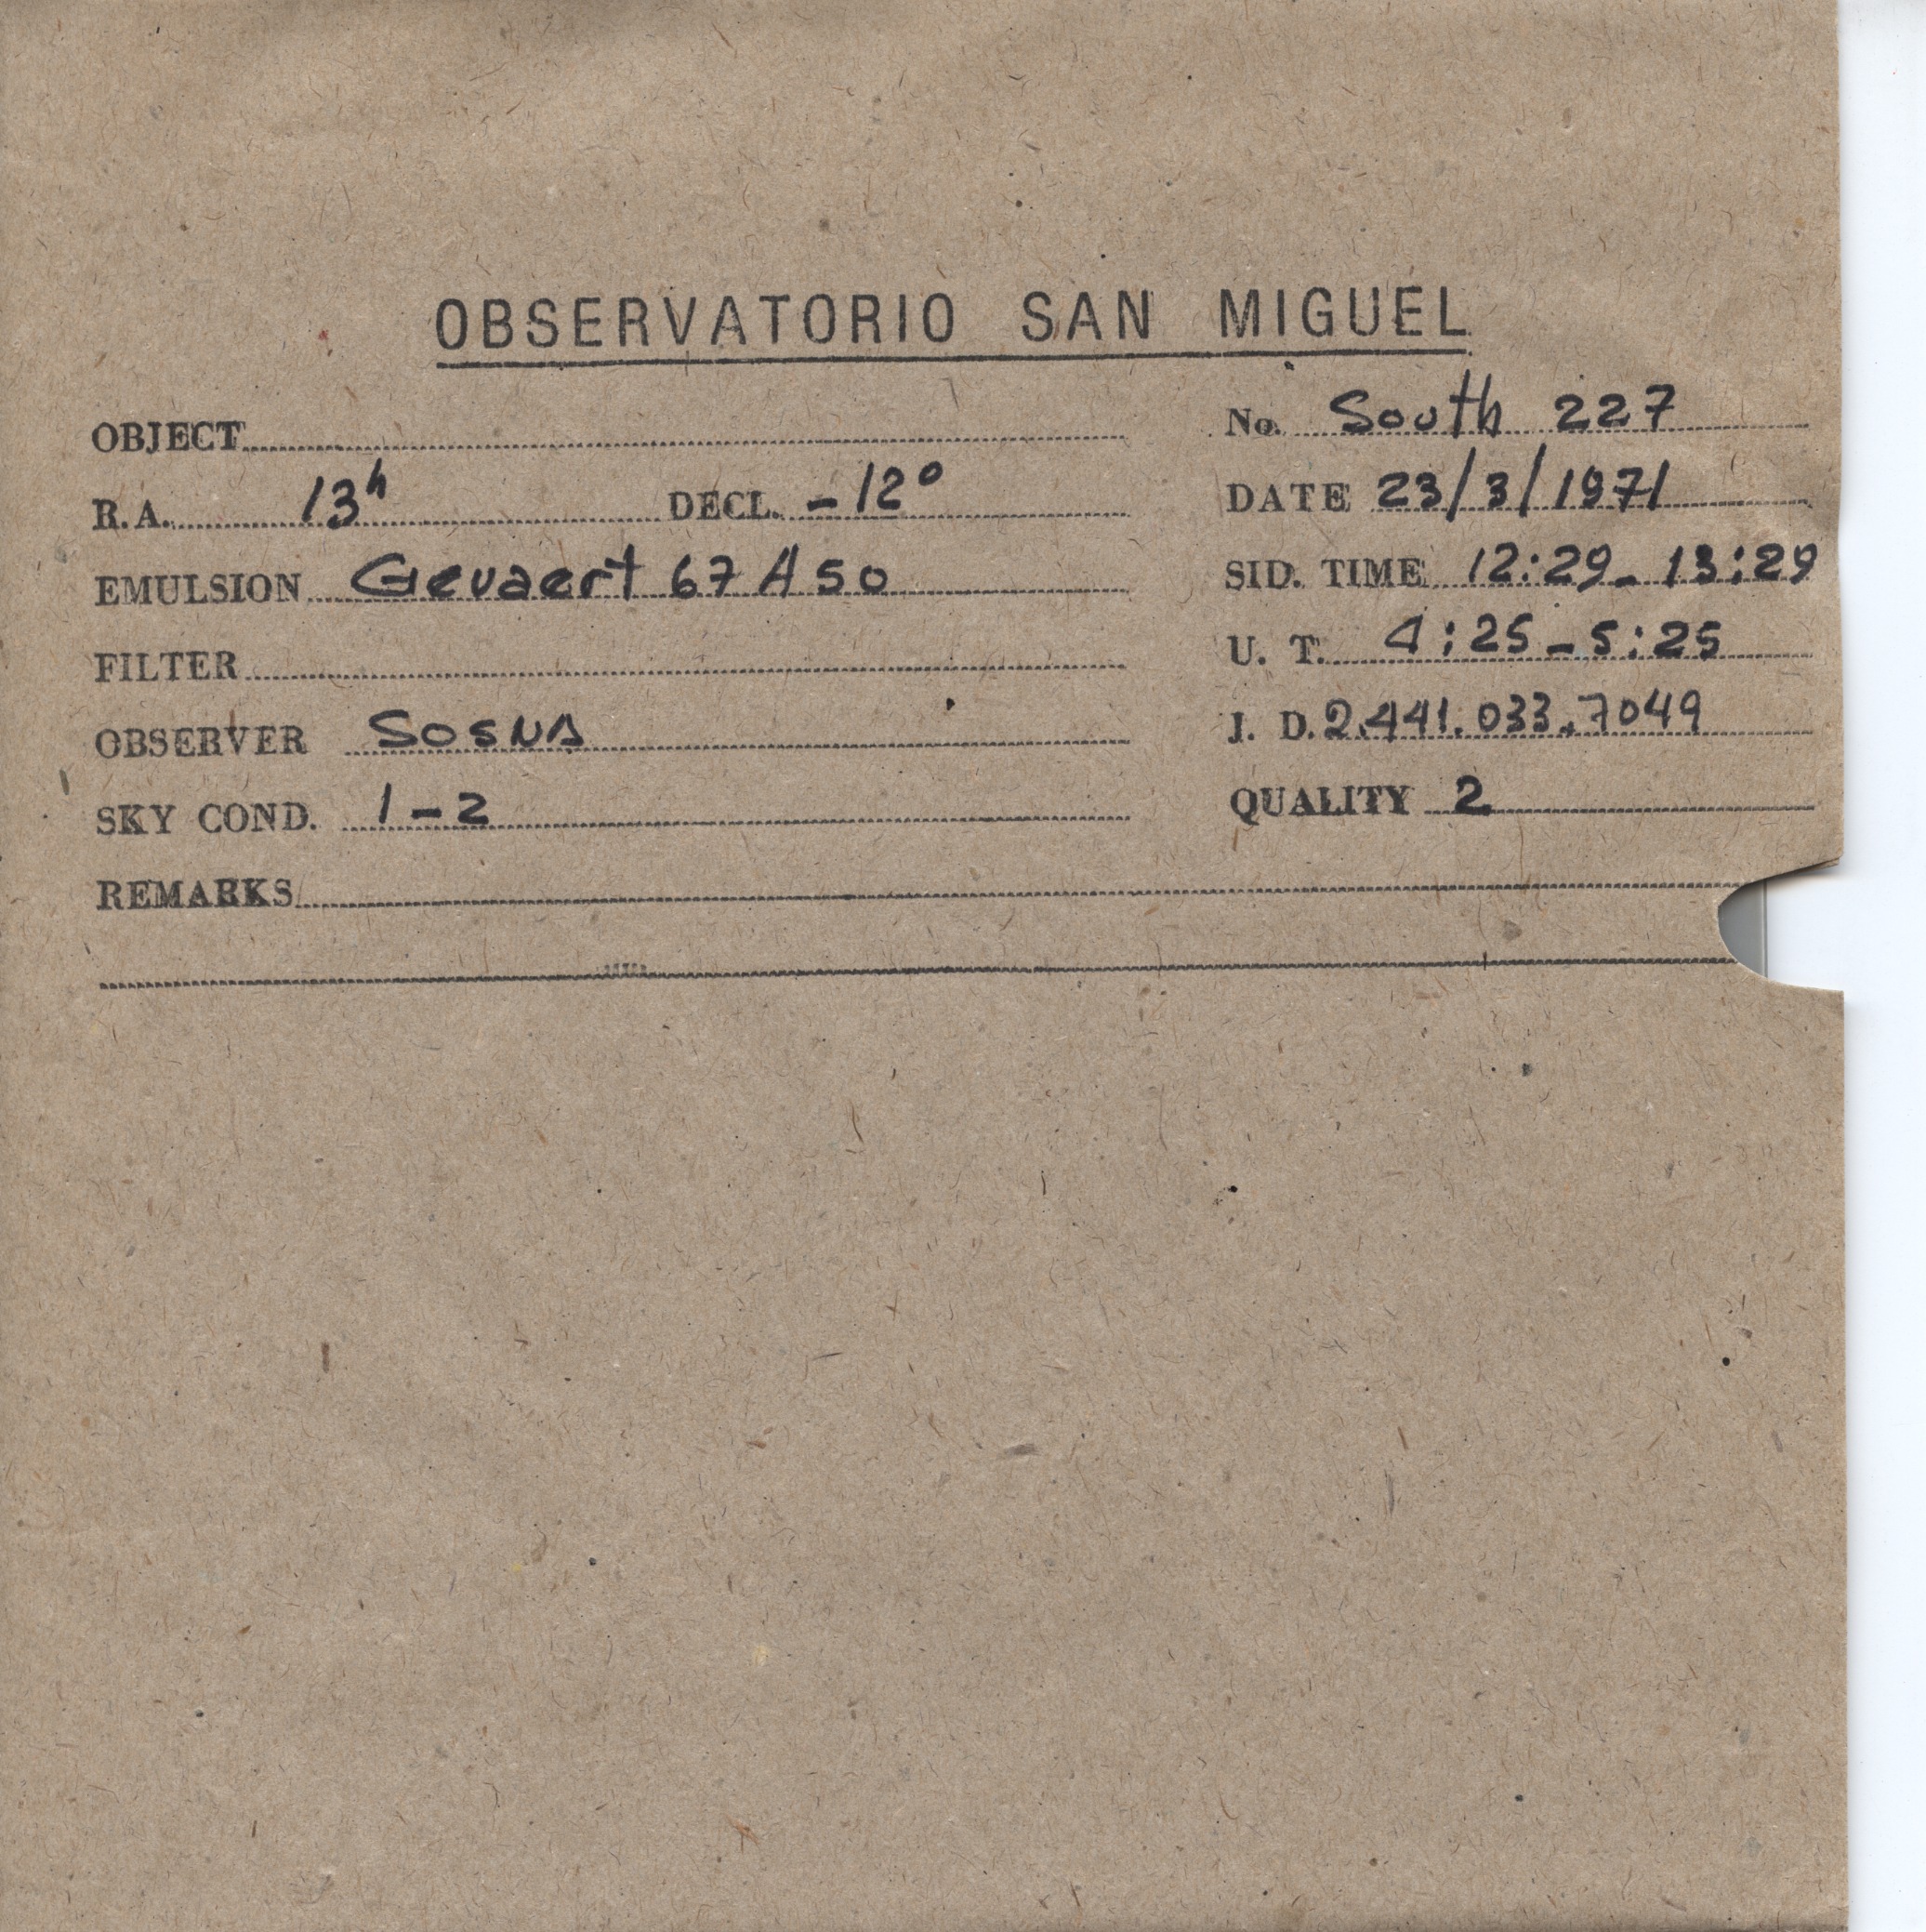 OBSERVATORIO SAN MIGUEL
OBJECT No. South 227
R.A. 13h DECL. -12° DATE 23/3/1971
EMULSION Gevaert 67 A 50 SID. TIME 12:29-13:29
FILTER U. T. 4:25-5:25
OBSERVER SOSNA J. D. 2.441.033,7049
SKY COND. 1-2 QUALITY 2
REMARKS